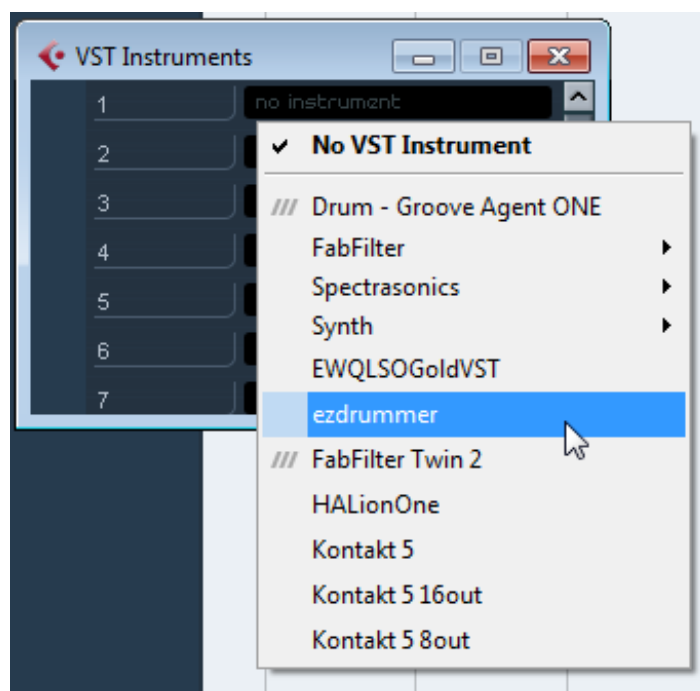 VST Instruments
1 no instrument
2
3
4
5
6
7
No VST Instrument
Drum - Groove Agent ONE
FabFilter
Spectrasonics
Synth
EWQLSOGoldVST
ezdrummer
FabFilter Twin 2
HALionOne
Kontakt 5
Kontakt 5 16out
Kontakt 5 8out